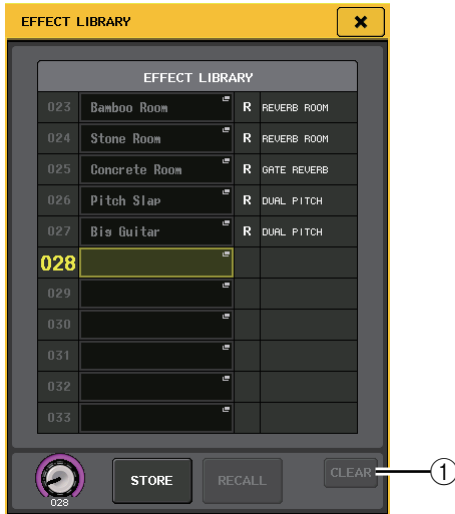 EFFECT LIBRARY
EFFECT LIBRARY
023 Bamboo Room R REVERB ROOM
024 Stone Room R REVERB ROOM
025 Concrete Room R GATE REVERB
026 Pitch Slap R DUAL PITCH
027 Big Guitar R DUAL PITCH
028
029
030
031
032
033
028 STORE RECALL CLEAR 1